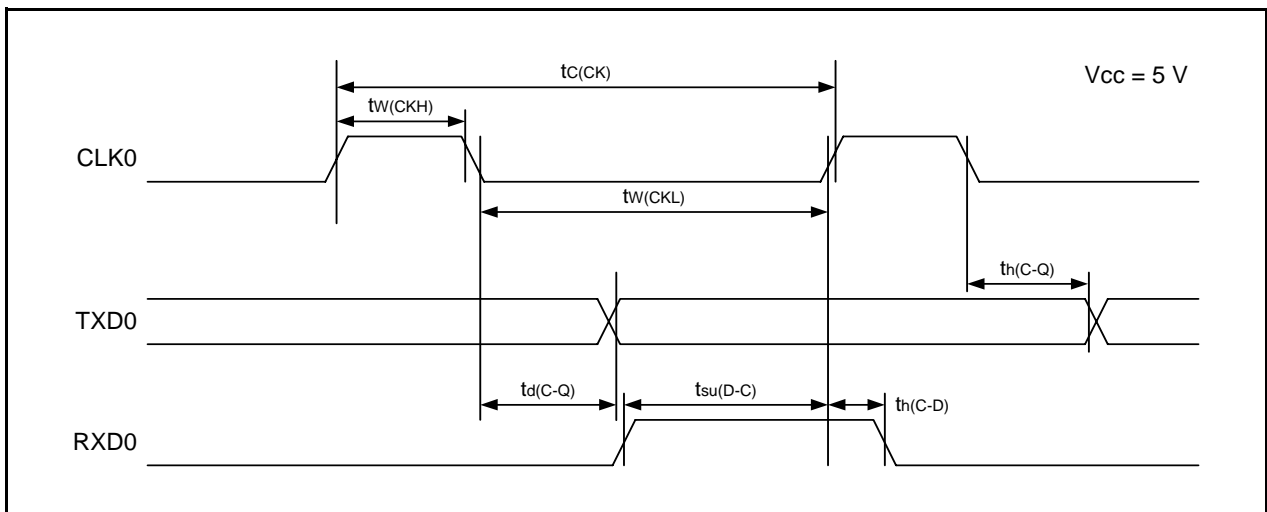 tC(CK)
Vcc = 5 V
tW(CKH)
CLK0
tW(CKL)
th(C-Q)
TXD0
td(C-Q)
tsu(D-C)
th(C-D)
RXD0